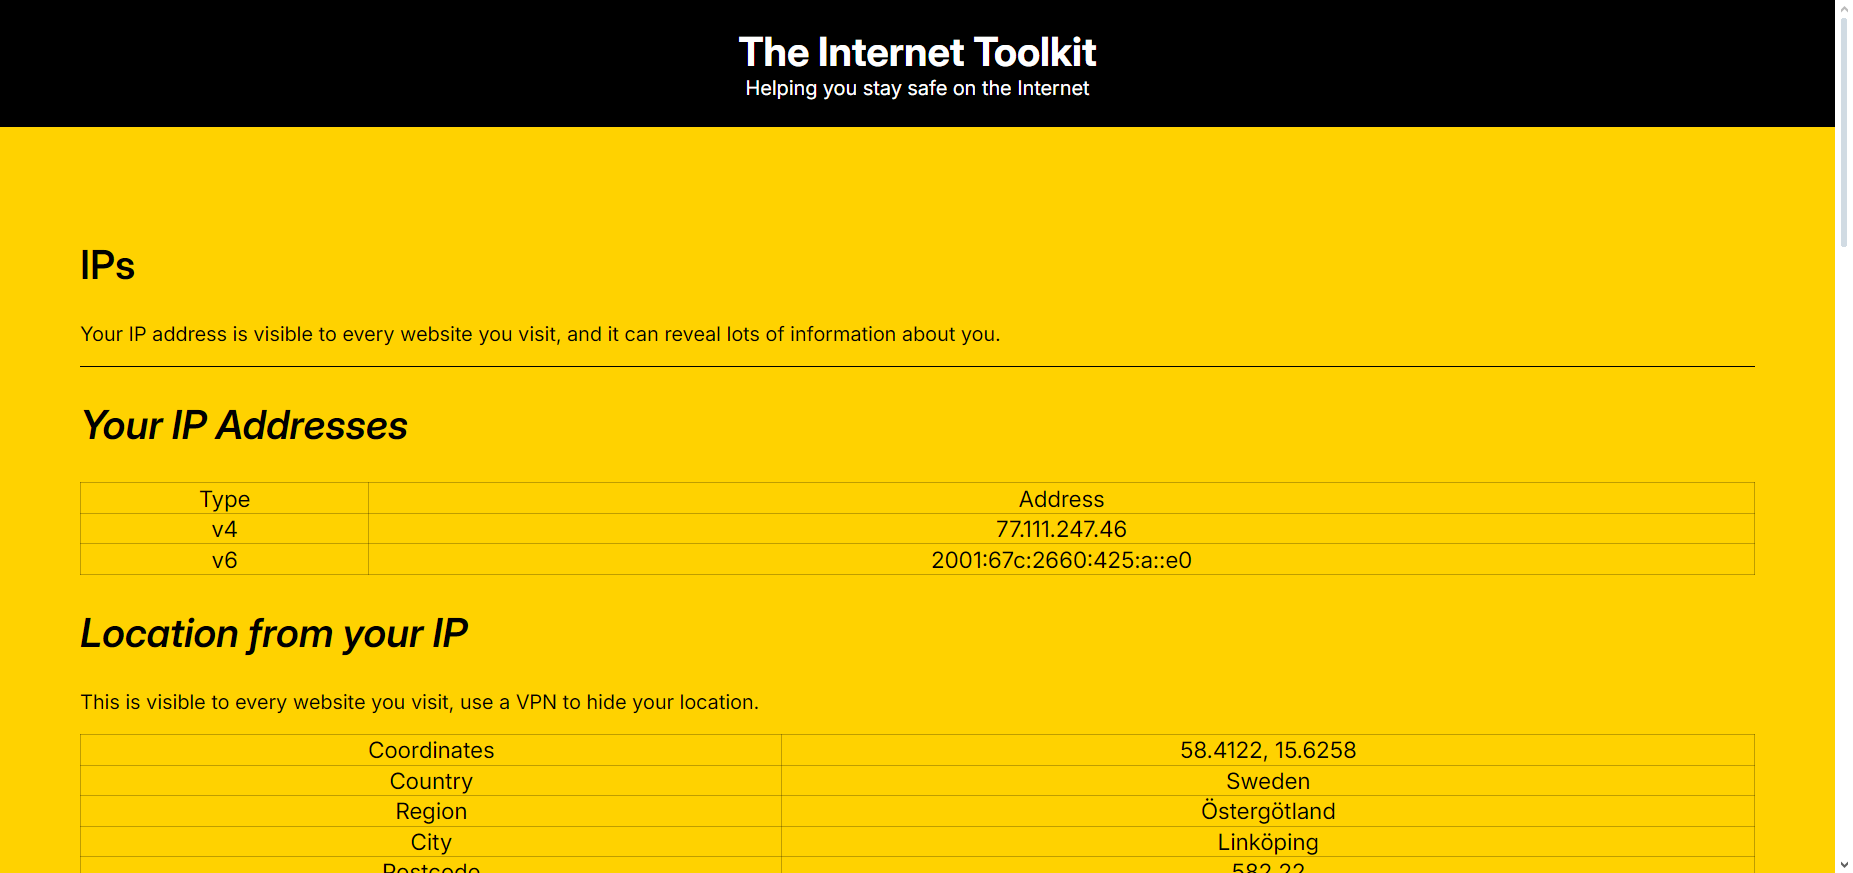 The Internet Toolkit
Helping you stay safe on the Internet
IPs
Your IP address is visible to every website you visit, and it can reveal lots of information about you.
Your IP Addresses
Type Address
v4 77.111.247.46
v6 2001:67c:2660:425:a::e0
Location from your IP
This is visible to every website you visit, use a VPN to hide your location.
Coordinates 58.4122, 15.6258
Country Sweden
Region Östergötland
City Linköping
Postcode 582 22